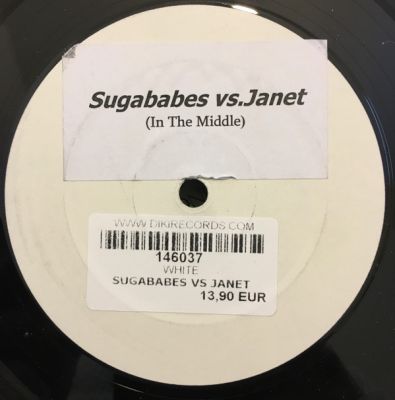 Sugababes vs.Janet
(In The Middle)
WWW.DIKIRECORDS.COM
146037
WHITE
SUGABABES VS JANET
13,90 EUR